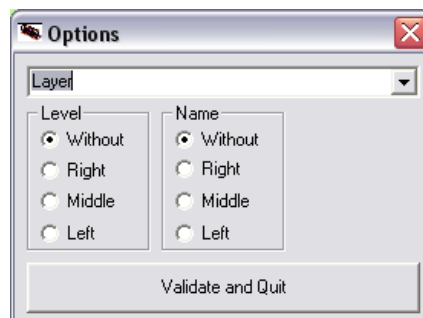 Options
Layer
Level
Without
Right
Middle
Left
Name
Without
Right
Middle
Left
Validate and Quit